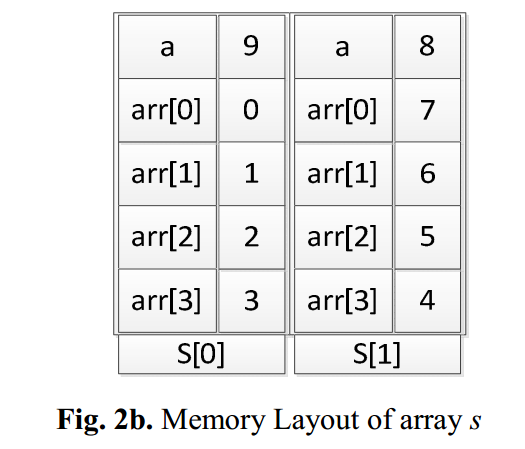 a 9 a 8
arr[0] 0 arr[0] 7
arr[1] 1 arr[1] 6
arr[2] 2 arr[2] 5
arr[3] 3 arr[3] 4
S[0] S[1]
Fig. 2b. Memory Layout of array s